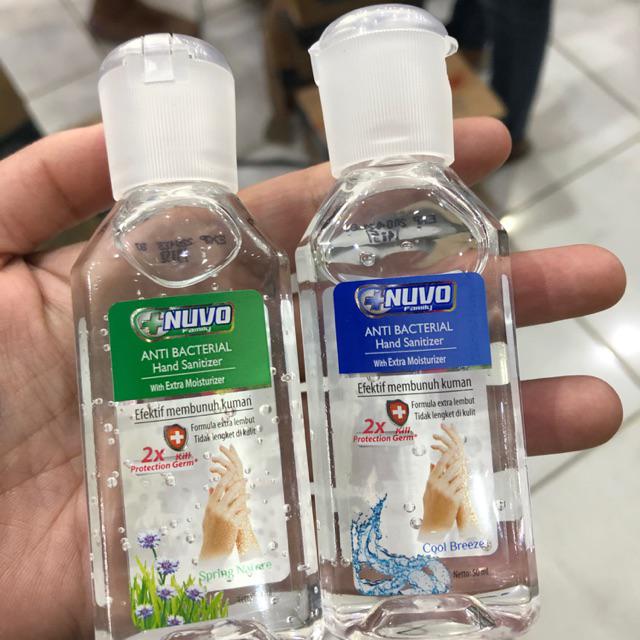 NUVO
Family
ANTI BACTERIAL
Hand Sanitizer
With Extra Moisturizer
Efektif membunuh kuman
Formula extra lembut
Tidak lengket di kulit
2x Kill
Protection Germ+
Spring Nature
NUVO
Family
ANTI BACTERIAL
Hand Sanitizer
With Extra Moisturizer
Efektif membunuh kuman
Formula extra lembut
Tidak lengket di kulit
2x Kill
Protection Germ+
Cool Breeze
Netto: 50 ml